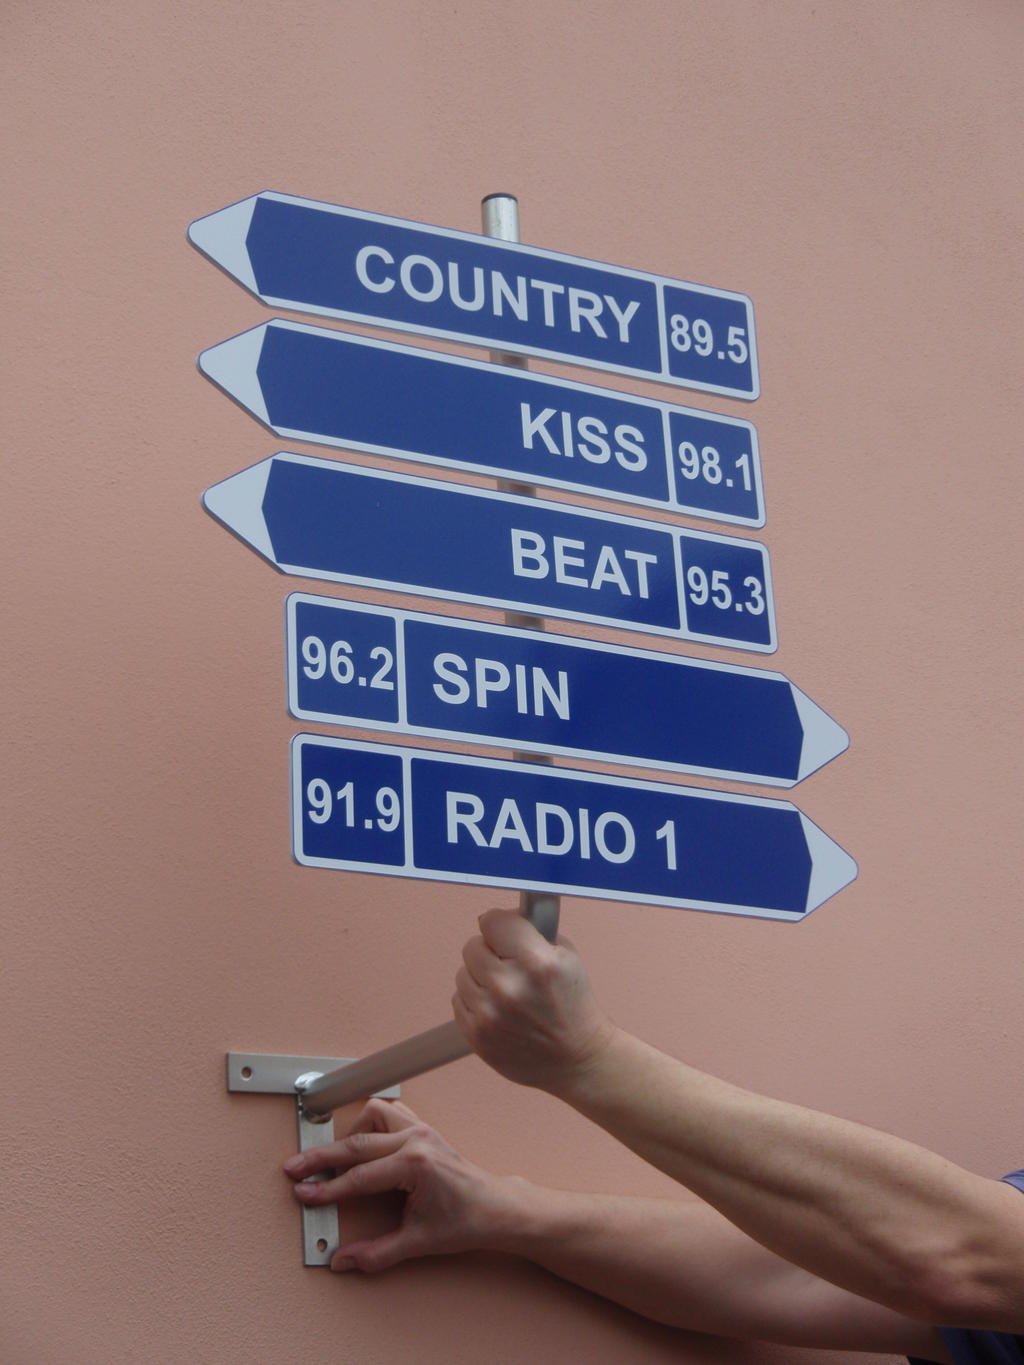 COUNTRY 89.5
KISS 98.1
BEAT 95.3
96.2 SPIN
91.9 RADIO 1